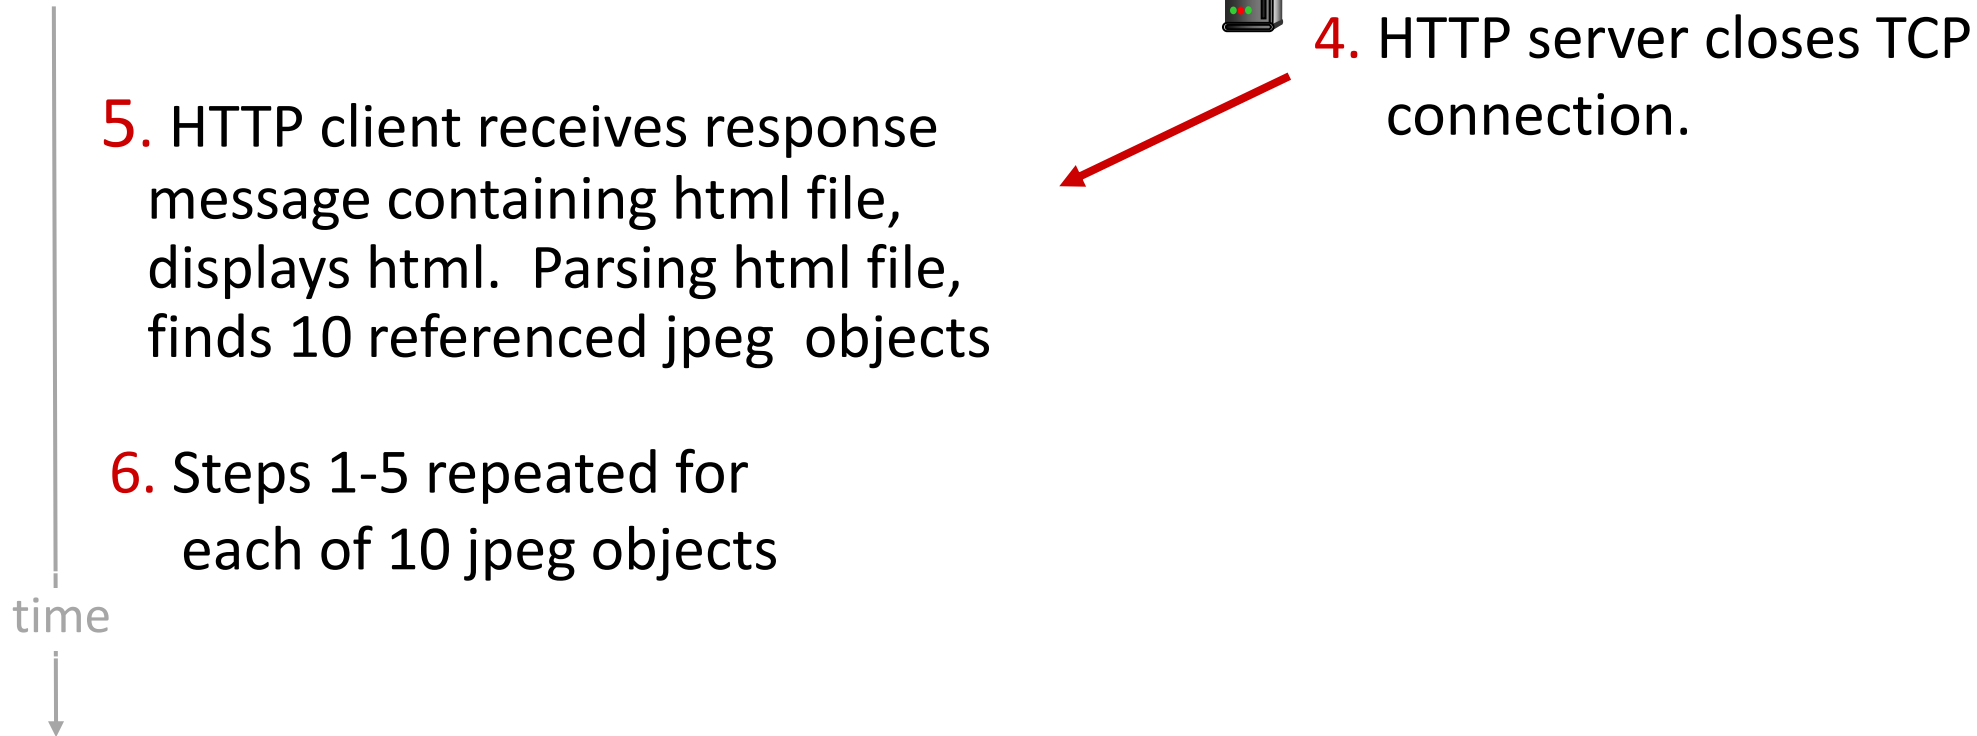 4. HTTP server closes TCP
connection.
5. HTTP client receives response
message containing html file,
displays html.  Parsing html file,
finds 10 referenced jpeg  objects
6. Steps 1-5 repeated for
each of 10 jpeg objects
time